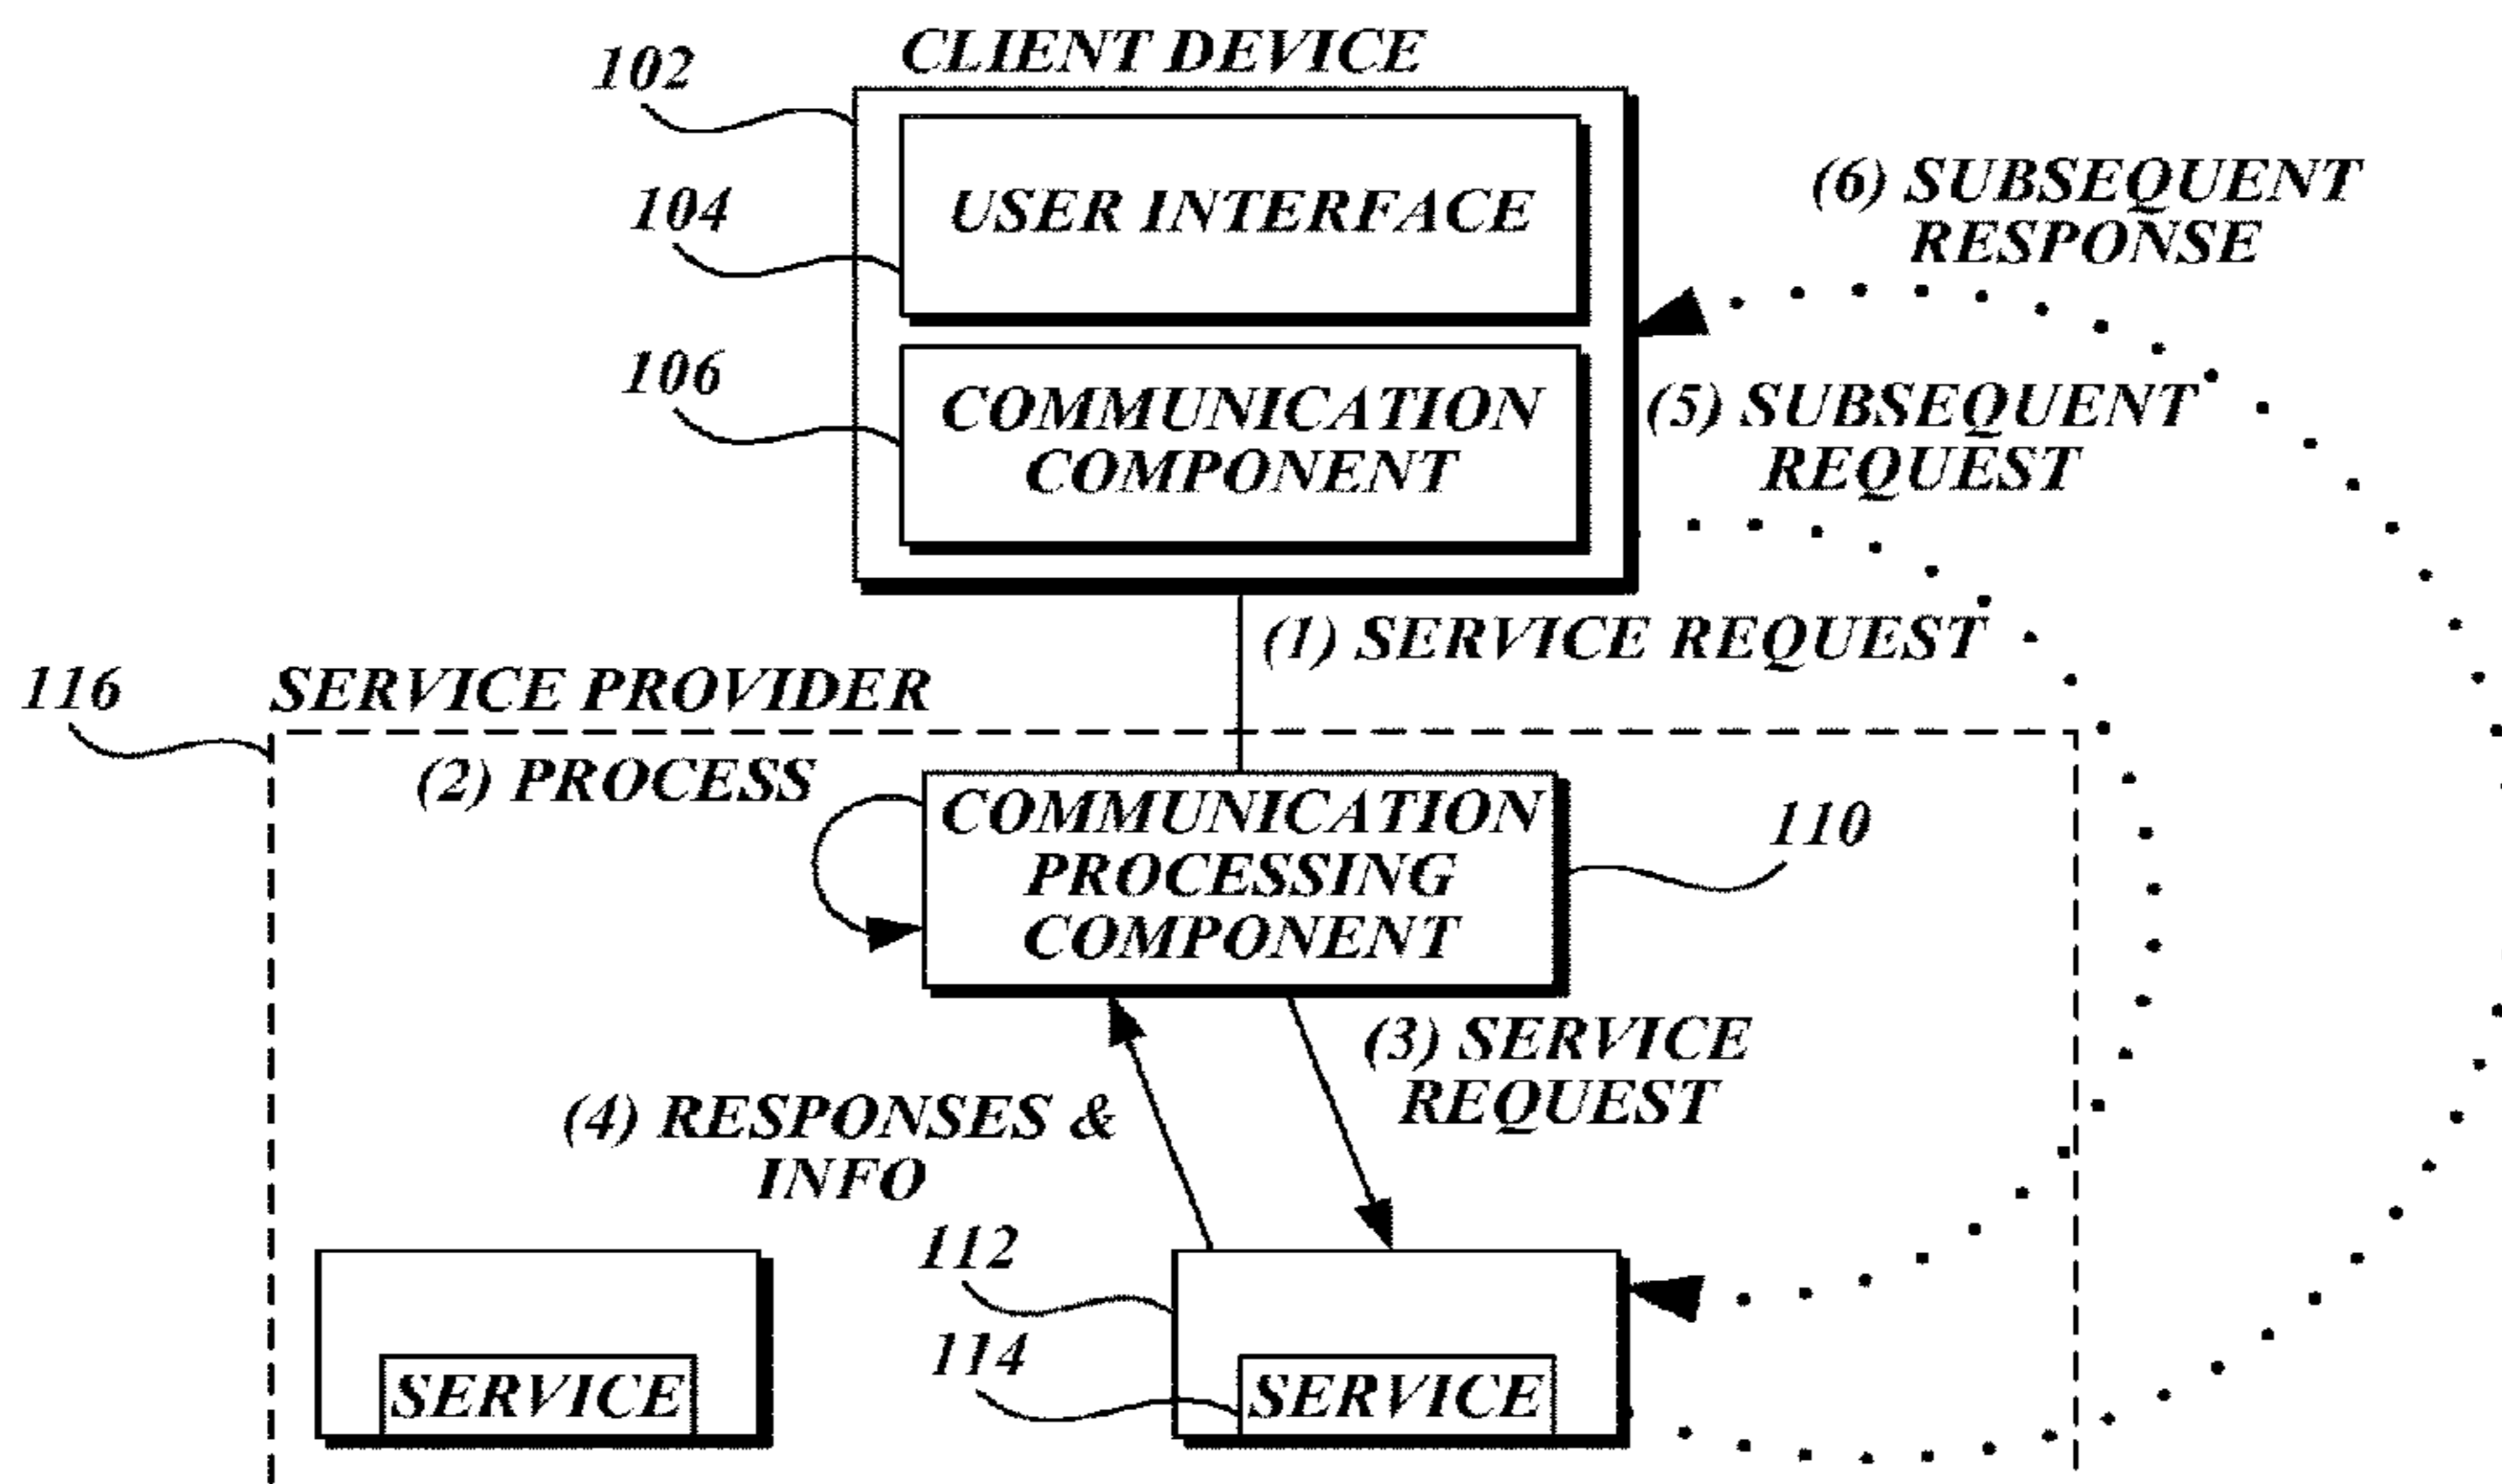 102
CLIENT DEVICE
104
USER INTERFACE
(6) SUBSEQUENT
RESPONSE
106
COMMUNICATION
COMPONENT
(5) SUBSEQUENT
REQUEST
(1) SERVICE REQUEST
116
SERVICE PROVIDER
(2) PROCESS
COMMUNICATION
PROCESSING
COMPONENT
110
(3) SERVICE
REQUEST
(4) RESPONSES &
INFO
112
114
SERVICE
SERVICE